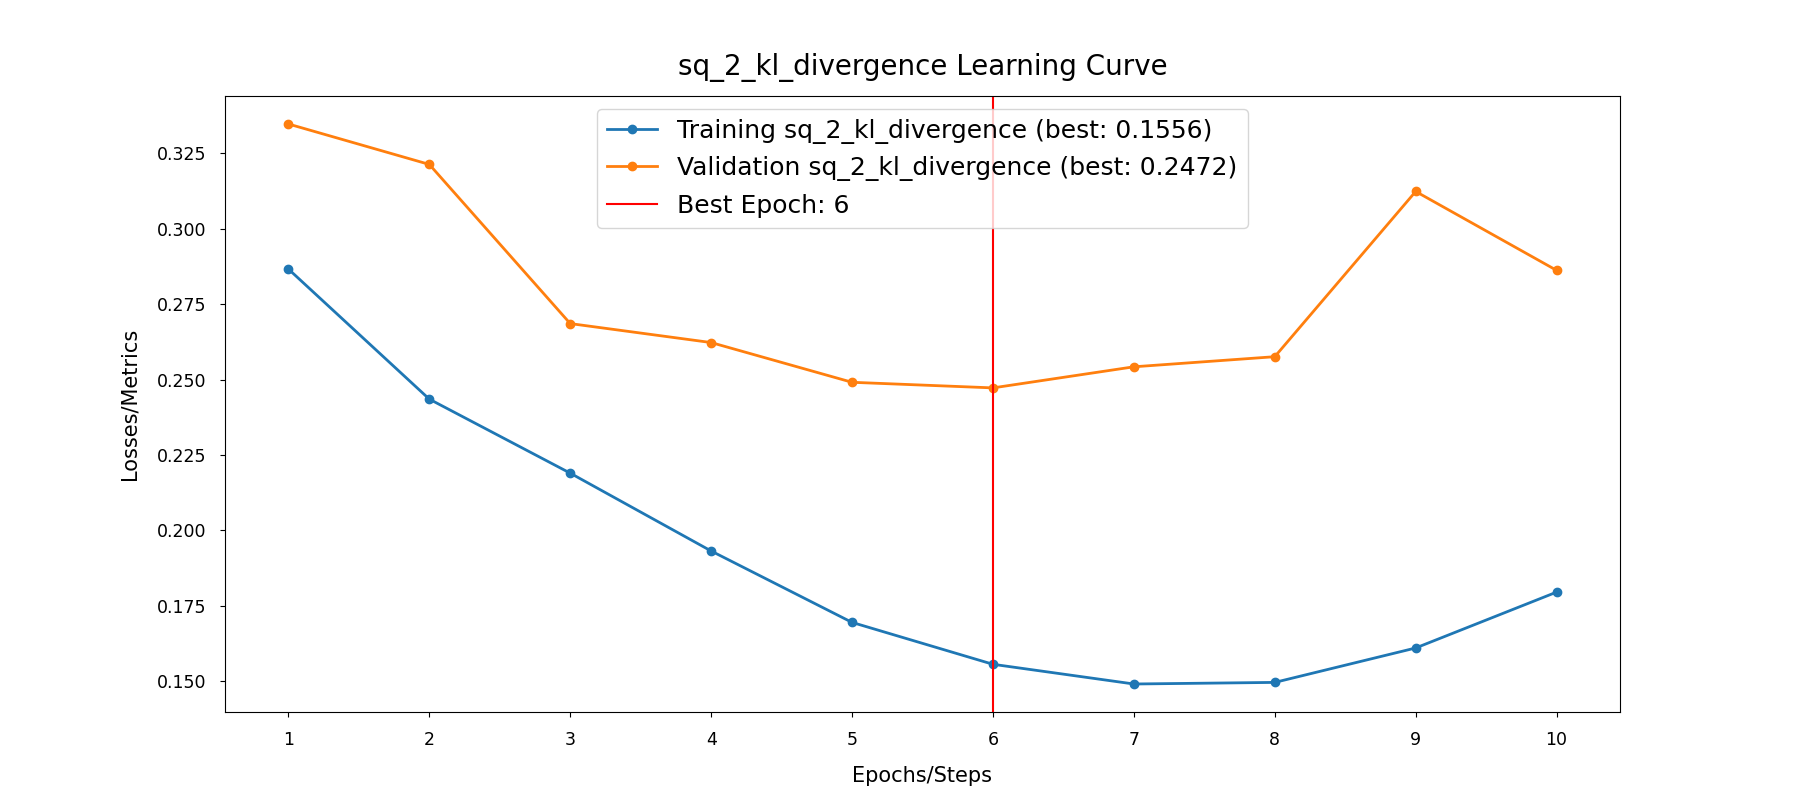 sq_2_kl_divergence Learning Curve
Training sq_2_kl_divergence (best: 0.1556)
Validation sq_2_kl_divergence (best: 0.2472)
Best Epoch: 6
Losses/Metrics
0.325
0.300
0.275
0.250
0.225
0.200
0.175
0.150
1 2 3 4 5 6 7 8 9 10
Epochs/Steps